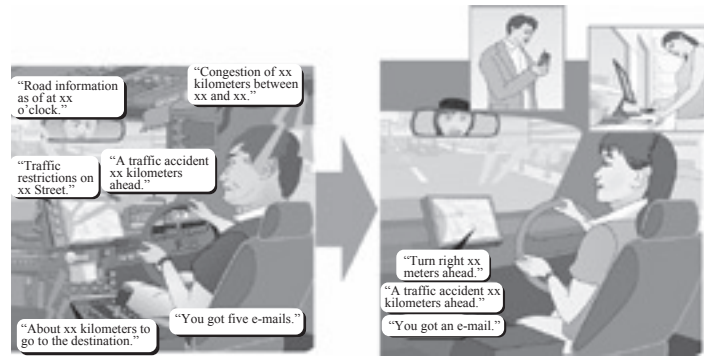 “Road information
as of at xx
o’clock.”
“Congestion of xx
kilometers between
xx and xx.”
“Traffic
restrictions on
xx Street.”
“A traffic accident
xx kilometers
ahead.”
“About xx kilometers to
go to the destination.”
“You got five e-mails.”
“Turn right xx
meters ahead.”
“A traffic accident xx
kilometers ahead.”
“You got an e-mail.”